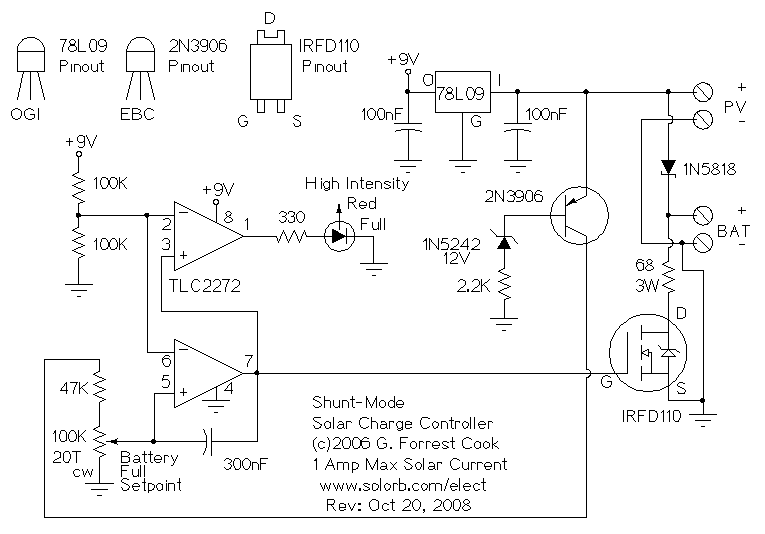 D
78L09
Pinout
2N3906
Pinout
IRFD110
Pinout
OGI
EBC
G S
+9V
O I
78L09
G
100nF
100nF
+
PV
-
+9V
100K
100K
+9V
High Intensity
Red
Full
-
2
8
1
3
+
330
TLC2272
2N3906
1N5242
12V
2.2K
1N5818
+
BAT
-
68
3W
D
G
S
IRFD110
-
6
7
5
+
4
47K
100K
20T
cw
Battery
Full
Setpoint
300nF
Shunt-Mode
Solar Charge Controller
(c)2006 G. Forrest Cook
1 Amp Max Solar Current
www.solorb.com/elect
Rev: Oct 20, 2008